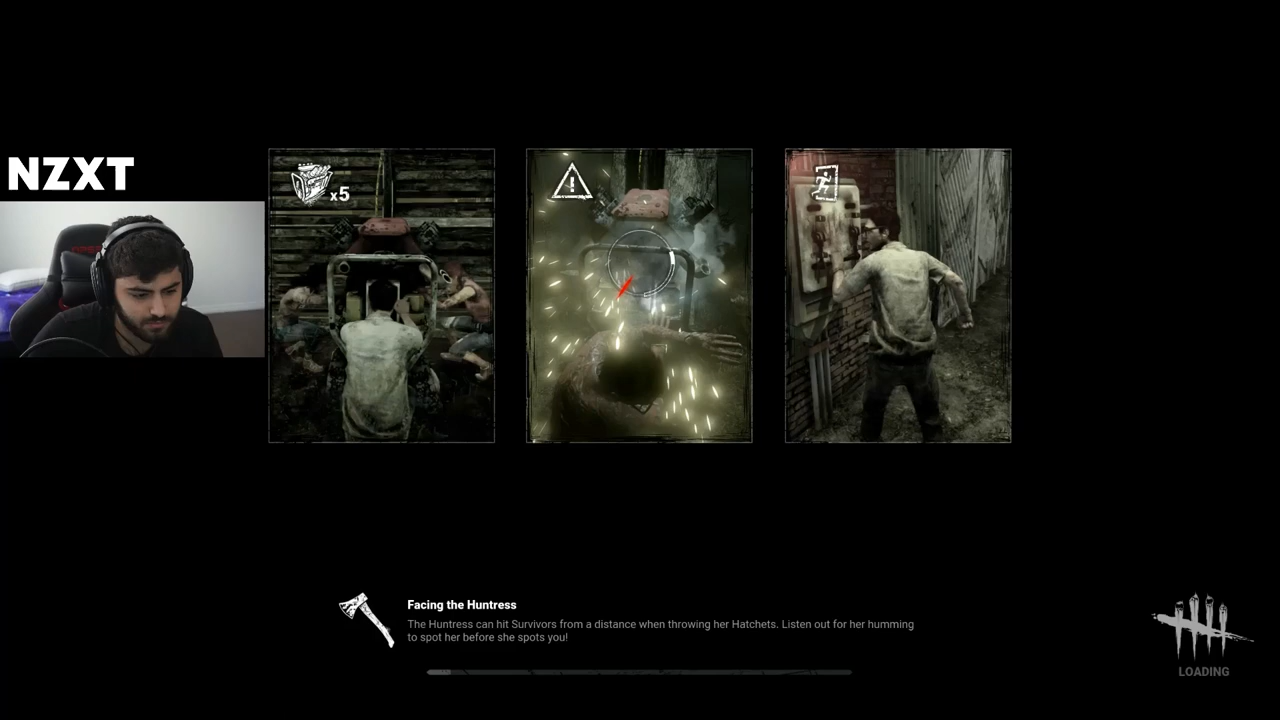 NZXT
x5
Facing the Huntress
The Huntress can hit Survivors from a distance when throwing her Hatchets. Listen out for her humming
to spot her before she spots you!
LOADING